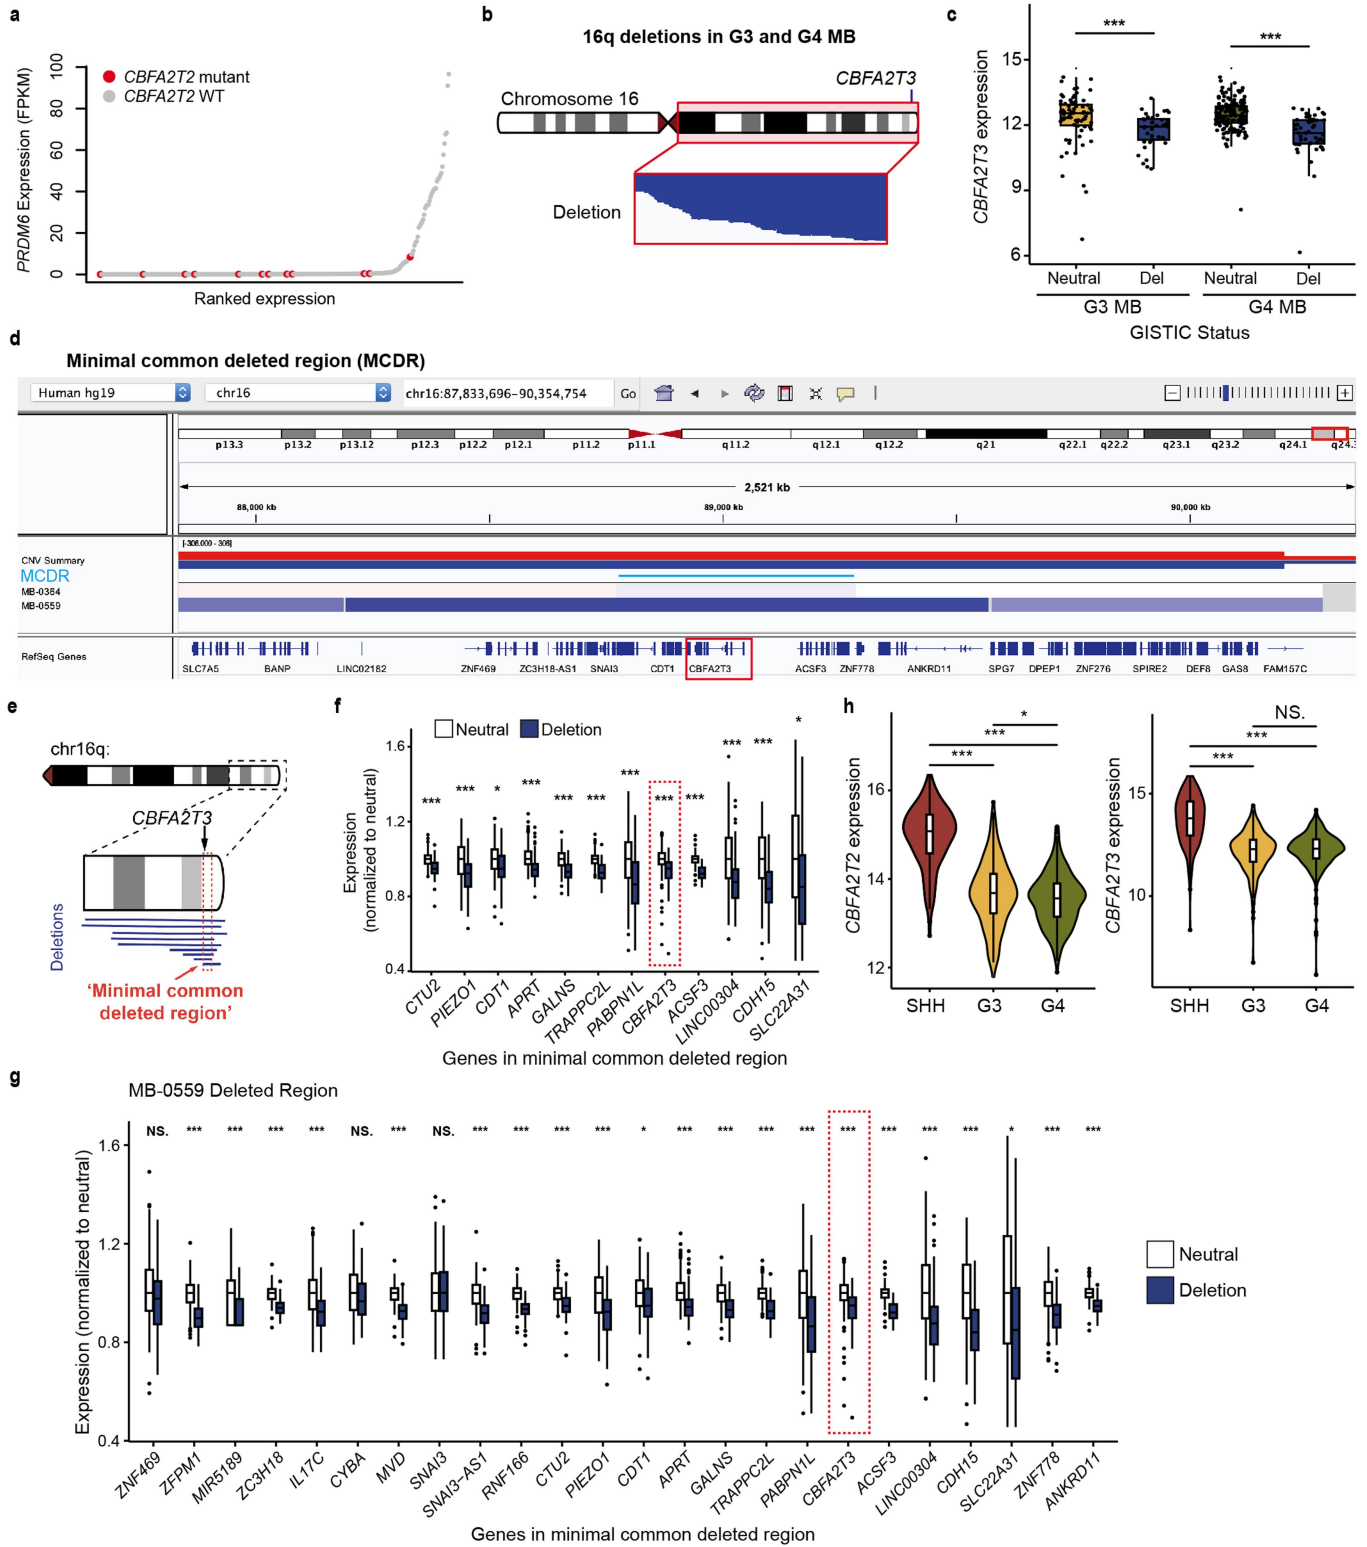 a
PRDM6 Expression (FPKM)
100
80
60
40
20
0
CBFA2T2 mutant
CBFA2T2 WT
Ranked expression
b
16q deletions in G3 and G4 MB
CBFA2T3
Chromosome 16
Deletion
c
CBFA2T3 expression
15
12
9
6
***
***
Neutral
Del
Neutral
Del
G3 MB
G4 MB
GISTIC Status
d
Minimal common deleted region (MCDR)
Human hg19
chr16
chr16:87,833,696-90,354,754
Go
p13.3
p13.2
p13.12
p12.3
p12.2
p12.1
p11.2
p11.1
q11.2
q12.1
q12.2
q21
q22.1
q22.2
q23.1
q23.2
q24.1
q24.3
2,521 kb
88,000 kb
89,000 kb
90,000 kb
[-306.000 - 306]
CNV Summary
MCDR
MB-0364
MB-0559
RefSeq Genes
SLC7A5
BANP
LINC02182
ZNF469
ZC3H18-AS1
SNAI3
CDT1
CBFA2T3
ACSF3
ZNF778
ANKRD11
SPG7
DPEP1
ZNF276
SPIRE2
DEF8
GAS8
FAM157C
e
chr16q:
CBFA2T3
Deletions
'Minimal common
deleted region'
f
Neutral
Deletion
Expression
(normalized to neutral)
1.6
1.2
0.8
0.4
***
***
*
***
***
***
***
***
***
***
***
*
CTU2
PIEZO1
CDT1
APRT
GALNS
TRAPPC2L
PABPN1L
CBFA2T3
ACSF3
LINC00304
CDH15
SLC22A31
Genes in minimal common deleted region
h
CBFA2T2 expression
16
14
12
*
***
***
SHH
G3
G4
CBFA2T3 expression
15
10
NS.
***
***
SHH
G3
G4
g
MB-0559 Deleted Region
Expression (normalized to neutral)
1.6
1.2
0.8
0.4
NS.
***
***
***
***
NS.
***
NS.
***
***
***
***
*
***
***
***
***
***
***
***
***
*
***
***
ZNF469
ZFPM1
MIR5189
ZC3H18
IL17C
CYBA
MVD
SNAI3
SNAI3-AS1
RNF166
CTU2
PIEZO1
CDT1
APRT
GALNS
TRAPPC2L
PABPN1L
CBFA2T3
ACSF3
LINC00304
CDH15
SLC22A31
ZNF778
ANKRD11
Genes in minimal common deleted region
Neutral
Deletion